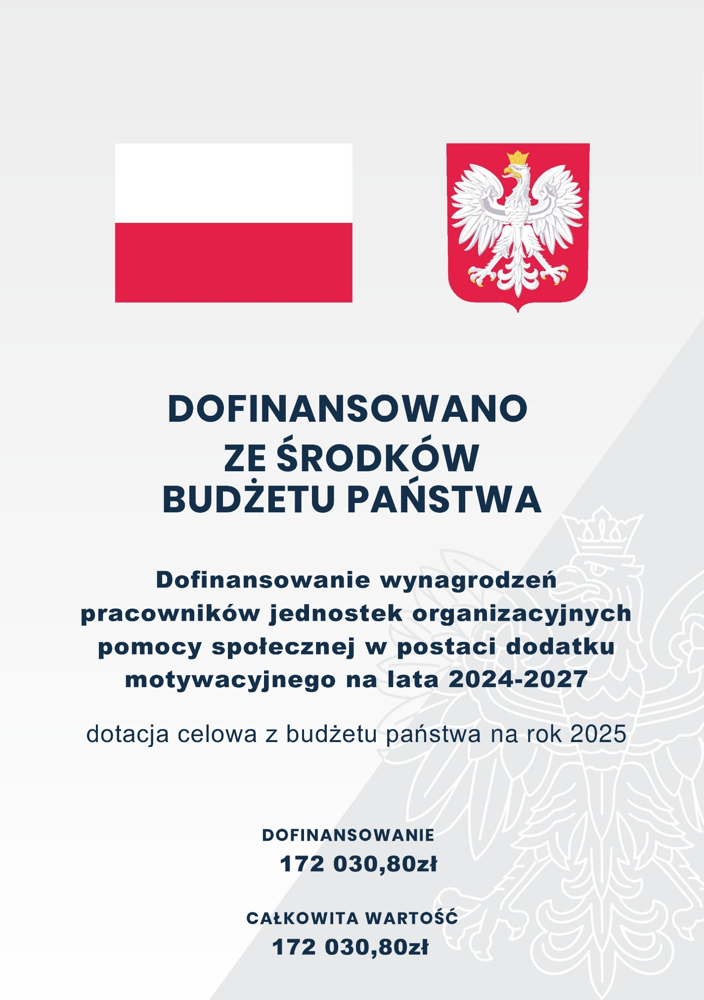 DOFINANSOWANO
ZE ŚRODKÓW
BUDŻETU PAŃSTWA
Dofinansowanie wynagrodzeń
pracowników jednostek organizacyjnych
pomocy społecznej w postaci dodatku
motywacyjnego na lata 2024-2027
dotacja celowa z budżetu państwa na rok 2025
DOFINANSOWANIE
172 030,80zł
CAŁKOWITA WARTOŚĆ
172 030,80zł